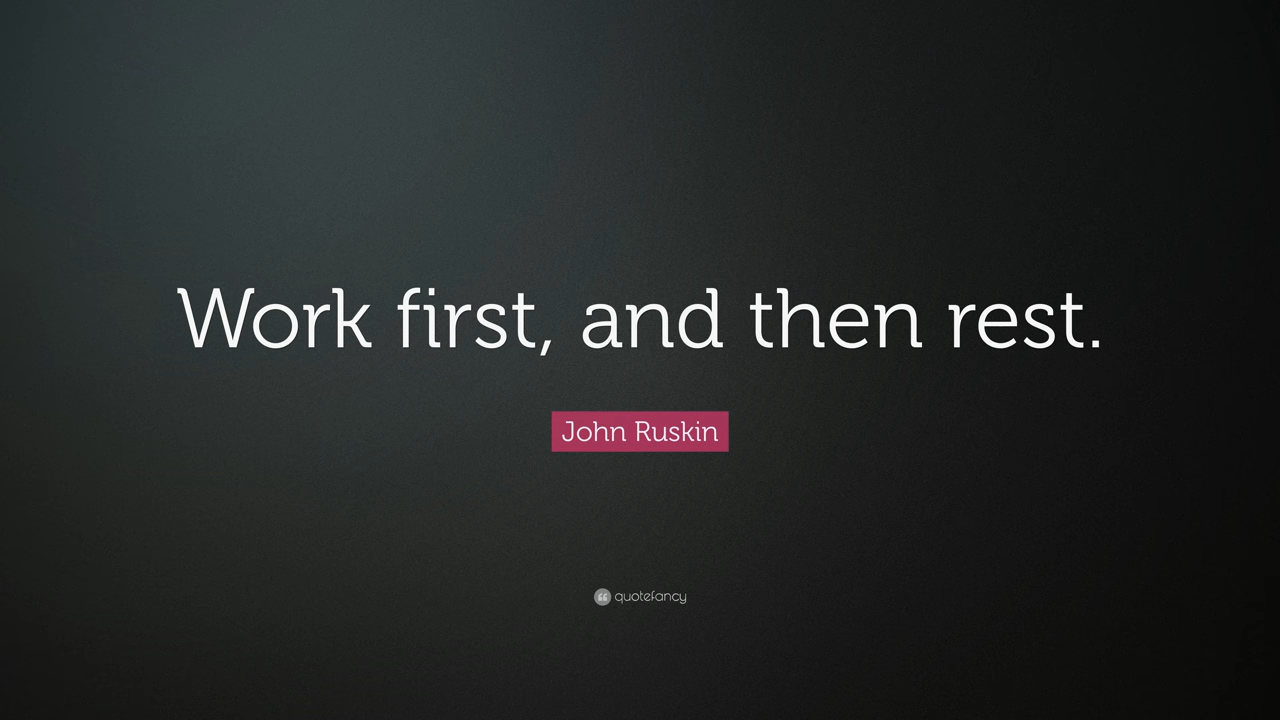 Work first, and then rest.
John Ruskin
quotefancy